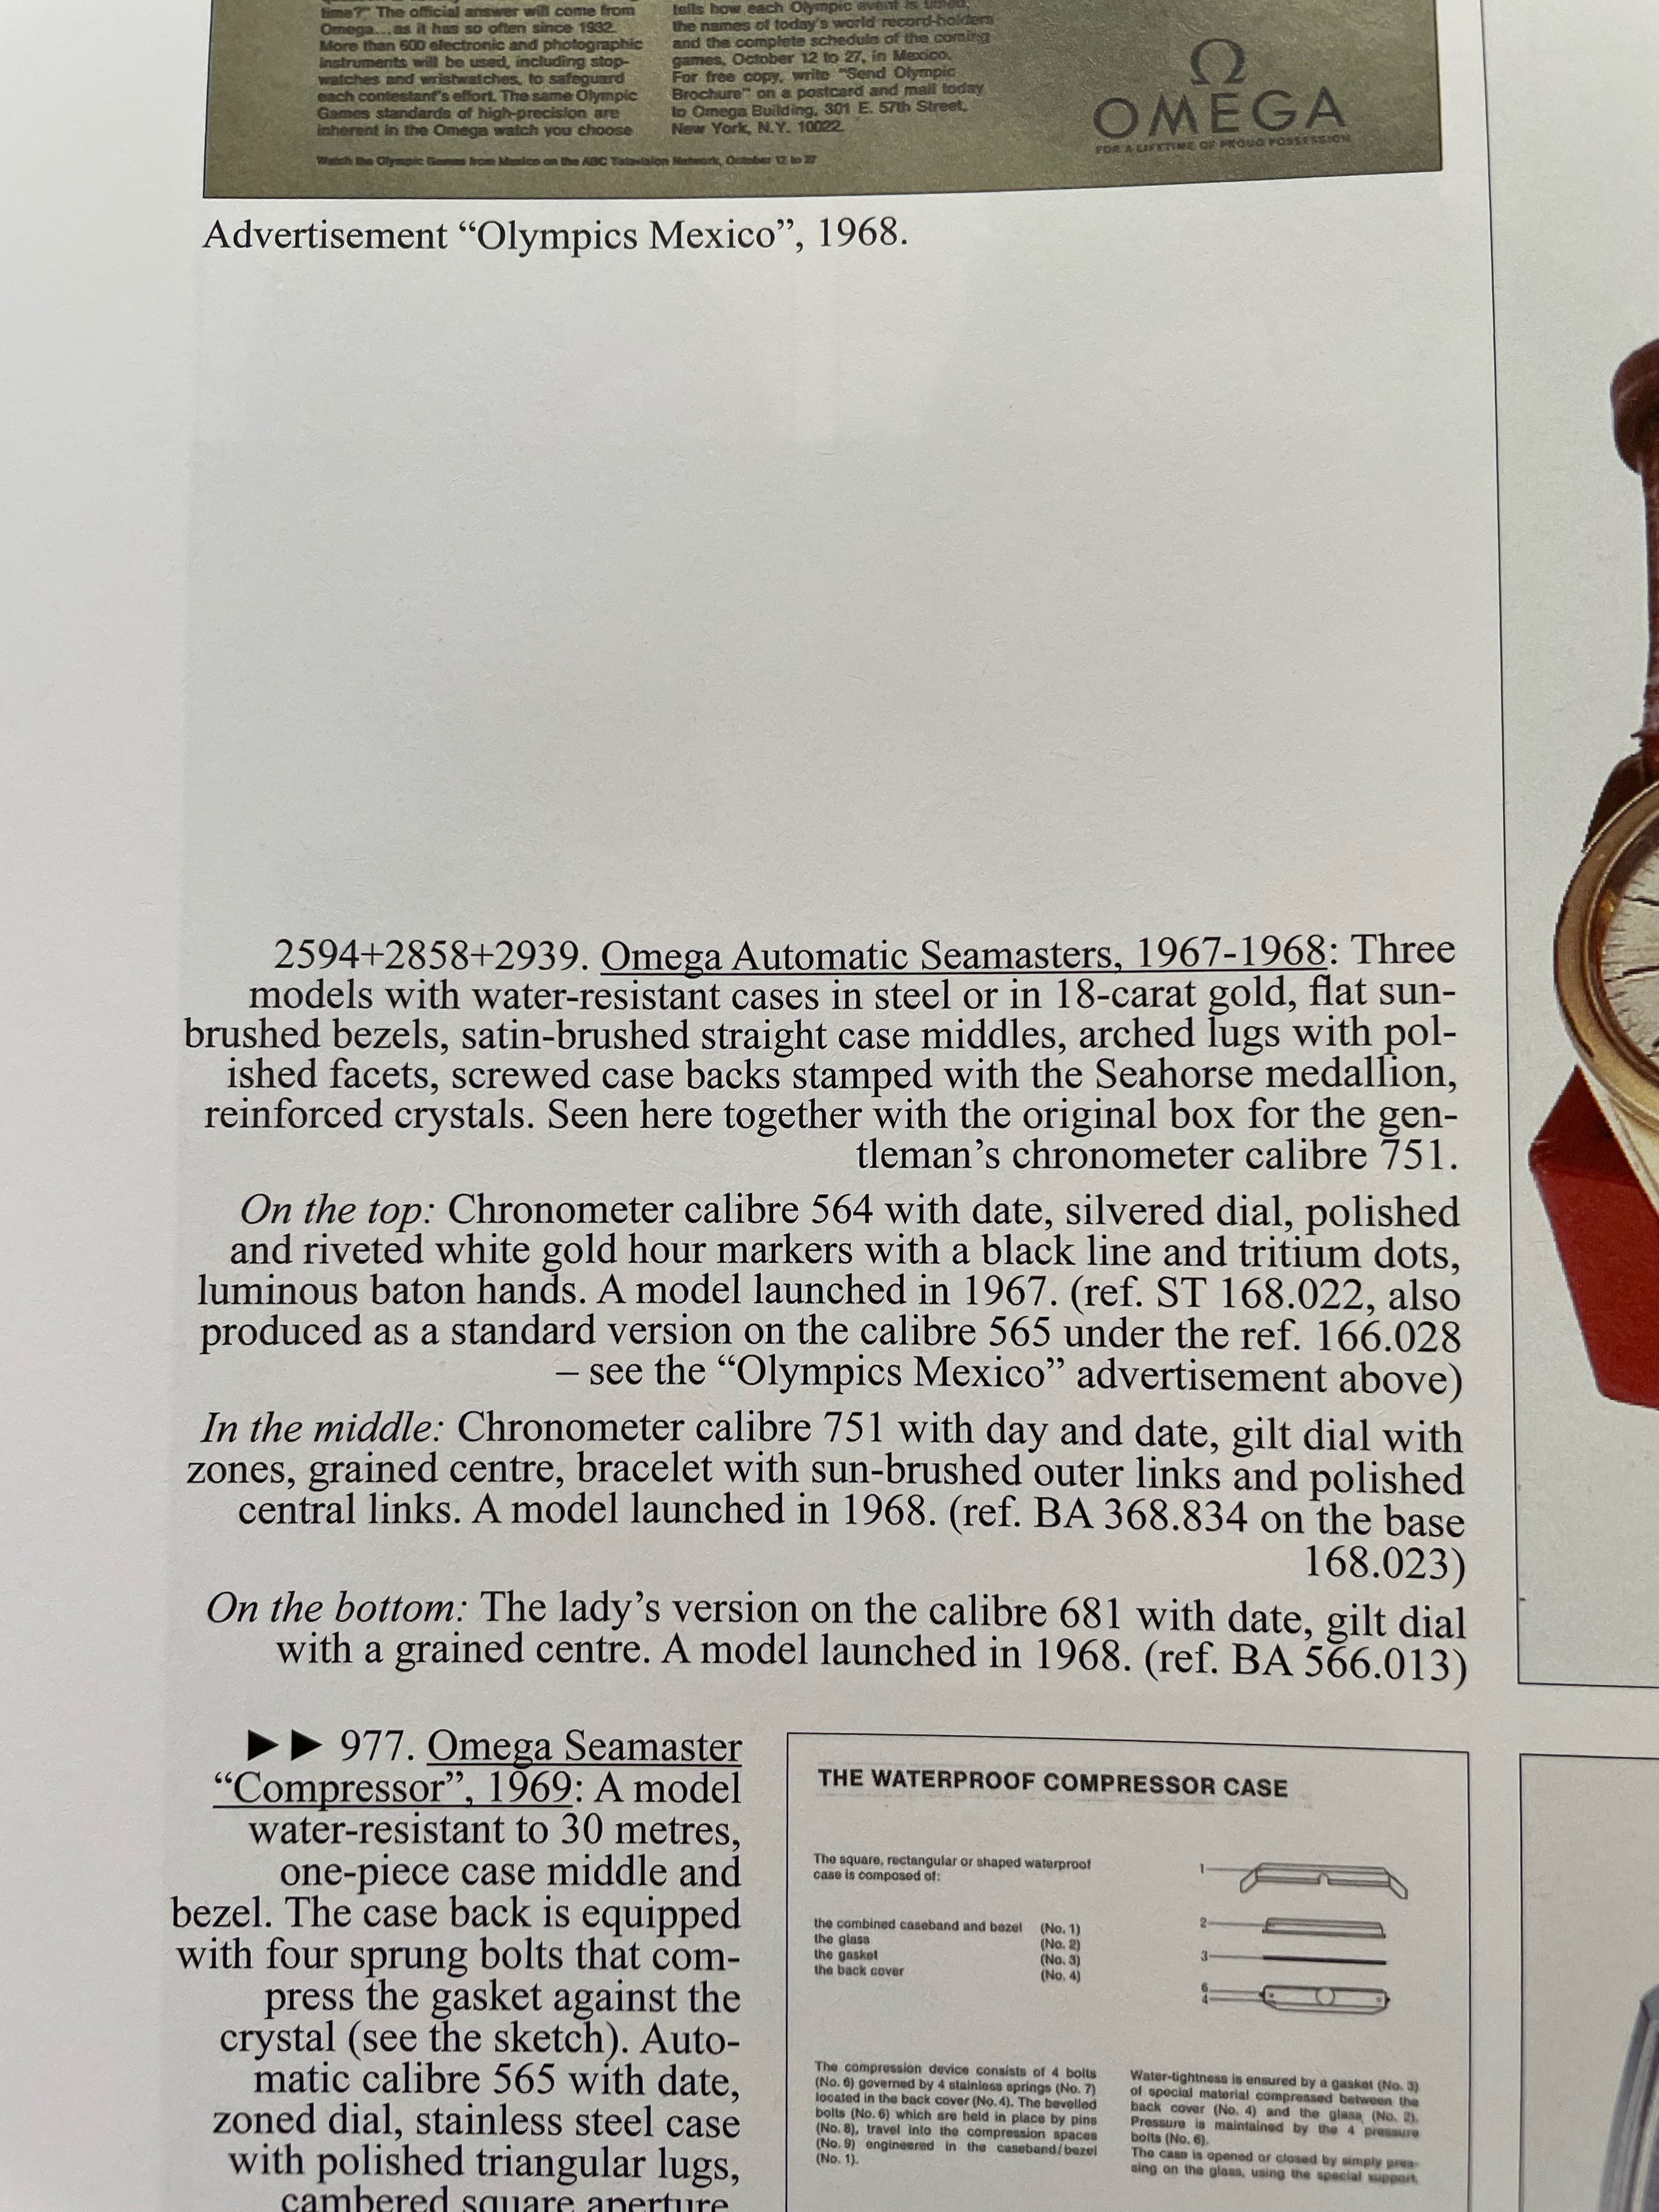 time?" The official answer will come from
Omega...as it has so often since 1932.
More than 600 electronic and photographic
instruments will be used, including stop-
watches and wristwatches, to safeguard
each contestant's effort. The same Olympic
Games standards of high-precision are
inherent in the Omega watch you choose
tells how each Olympic event is timed,
the names of today's world record-holders
and the complete schedule of the coming
games, October 12 to 27, in Mexico.
For free copy, write "Send Olympic
Brochure" on a postcard and mail today
to Omega Building, 301 E. 57th Street,
New York, N.Y. 10022.
Watch the Olympic Games from Mexico on the ABC Television Network, October 12 to 27
Ω
OMEGA
FOR A LIFETIME OF PROUD POSSESSION
Advertisement “Olympics Mexico”, 1968.
2594+2858+2939. Omega Automatic Seamasters, 1967-1968: Three
models with water-resistant cases in steel or in 18-carat gold, flat sun-
brushed bezels, satin-brushed straight case middles, arched lugs with pol-
ished facets, screwed case backs stamped with the Seahorse medallion,
reinforced crystals. Seen here together with the original box for the gen-
tleman’s chronometer calibre 751.
On the top: Chronometer calibre 564 with date, silvered dial, polished
and riveted white gold hour markers with a black line and tritium dots,
luminous baton hands. A model launched in 1967. (ref. ST 168.022, also
produced as a standard version on the calibre 565 under the ref. 166.028
– see the “Olympics Mexico” advertisement above)
In the middle: Chronometer calibre 751 with day and date, gilt dial with
zones, grained centre, bracelet with sun-brushed outer links and polished
central links. A model launched in 1968. (ref. BA 368.834 on the base
168.023)
On the bottom: The lady’s version on the calibre 681 with date, gilt dial
with a grained centre. A model launched in 1968. (ref. BA 566.013)
►► 977. Omega Seamaster
“Compressor”, 1969: A model
water-resistant to 30 metres,
one-piece case middle and
bezel. The case back is equipped
with four sprung bolts that com-
press the gasket against the
crystal (see the sketch). Auto-
matic calibre 565 with date,
zoned dial, stainless steel case
with polished triangular lugs,
cambered square aperture,
THE WATERPROOF COMPRESSOR CASE
The square, rectangular or shaped waterproof
case is composed of:
the combined caseband and bezel (No. 1)
the glass (No. 2)
the gasket (No. 3)
the back cover (No. 4)
1
2
3
6
4
The compression device consists of 4 bolts
(No. 6) governed by 4 stainless springs (No. 7)
located in the back cover (No. 4). The bevelled
bolts (No. 6) which are held in place by pins
(No. 8), travel into the compression spaces
(No. 9) engineered in the caseband/bezel
(No. 1).
Water-tightness is ensured by a gasket (No. 3)
of special material compressed between the
back cover (No. 4) and the glass (No. 2).
Pressure is maintained by the 4 pressure
bolts (No. 6).
The case is opened or closed by simply pres-
sing on the glass, using the special support,